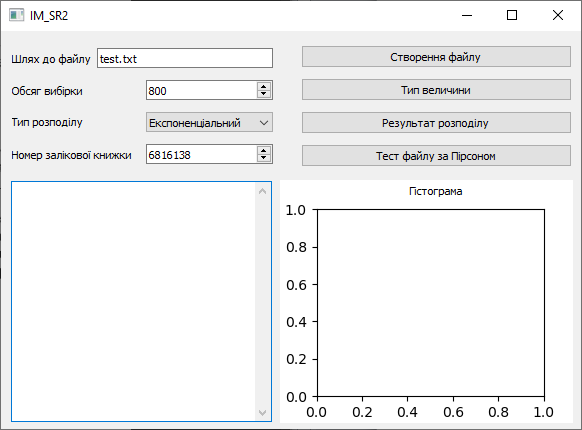 IM_SR2
Шлях до файлу test.txt
Створення файлу
Обсяг вибірки 800
Тип величини
Тип розподілу Експоненціальний
Результат розподілу
Номер залікової книжки 6816138
Тест файлу за Пірсоном
Гістограма
1.0
0.8
0.6
0.4
0.2
0.0
0.0 0.2 0.4 0.6 0.8 1.0